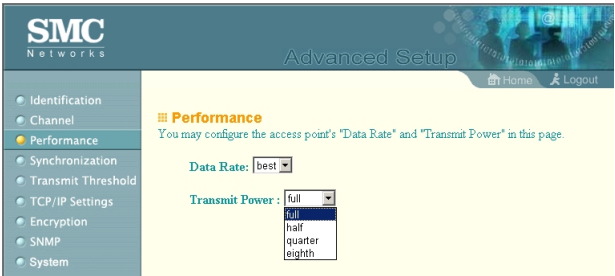 SMC
Networks
Advanced Setup
Home
Logout
Identification
Channel
Performance
Synchronization
Transmit Threshold
TCP/IP Settings
Encryption
SNMP
System
Performance
You may configure the access point's "Data Rate" and "Transmit Power" in this page.
Data Rate: best
Transmit Power : full
full
half
quarter
eighth